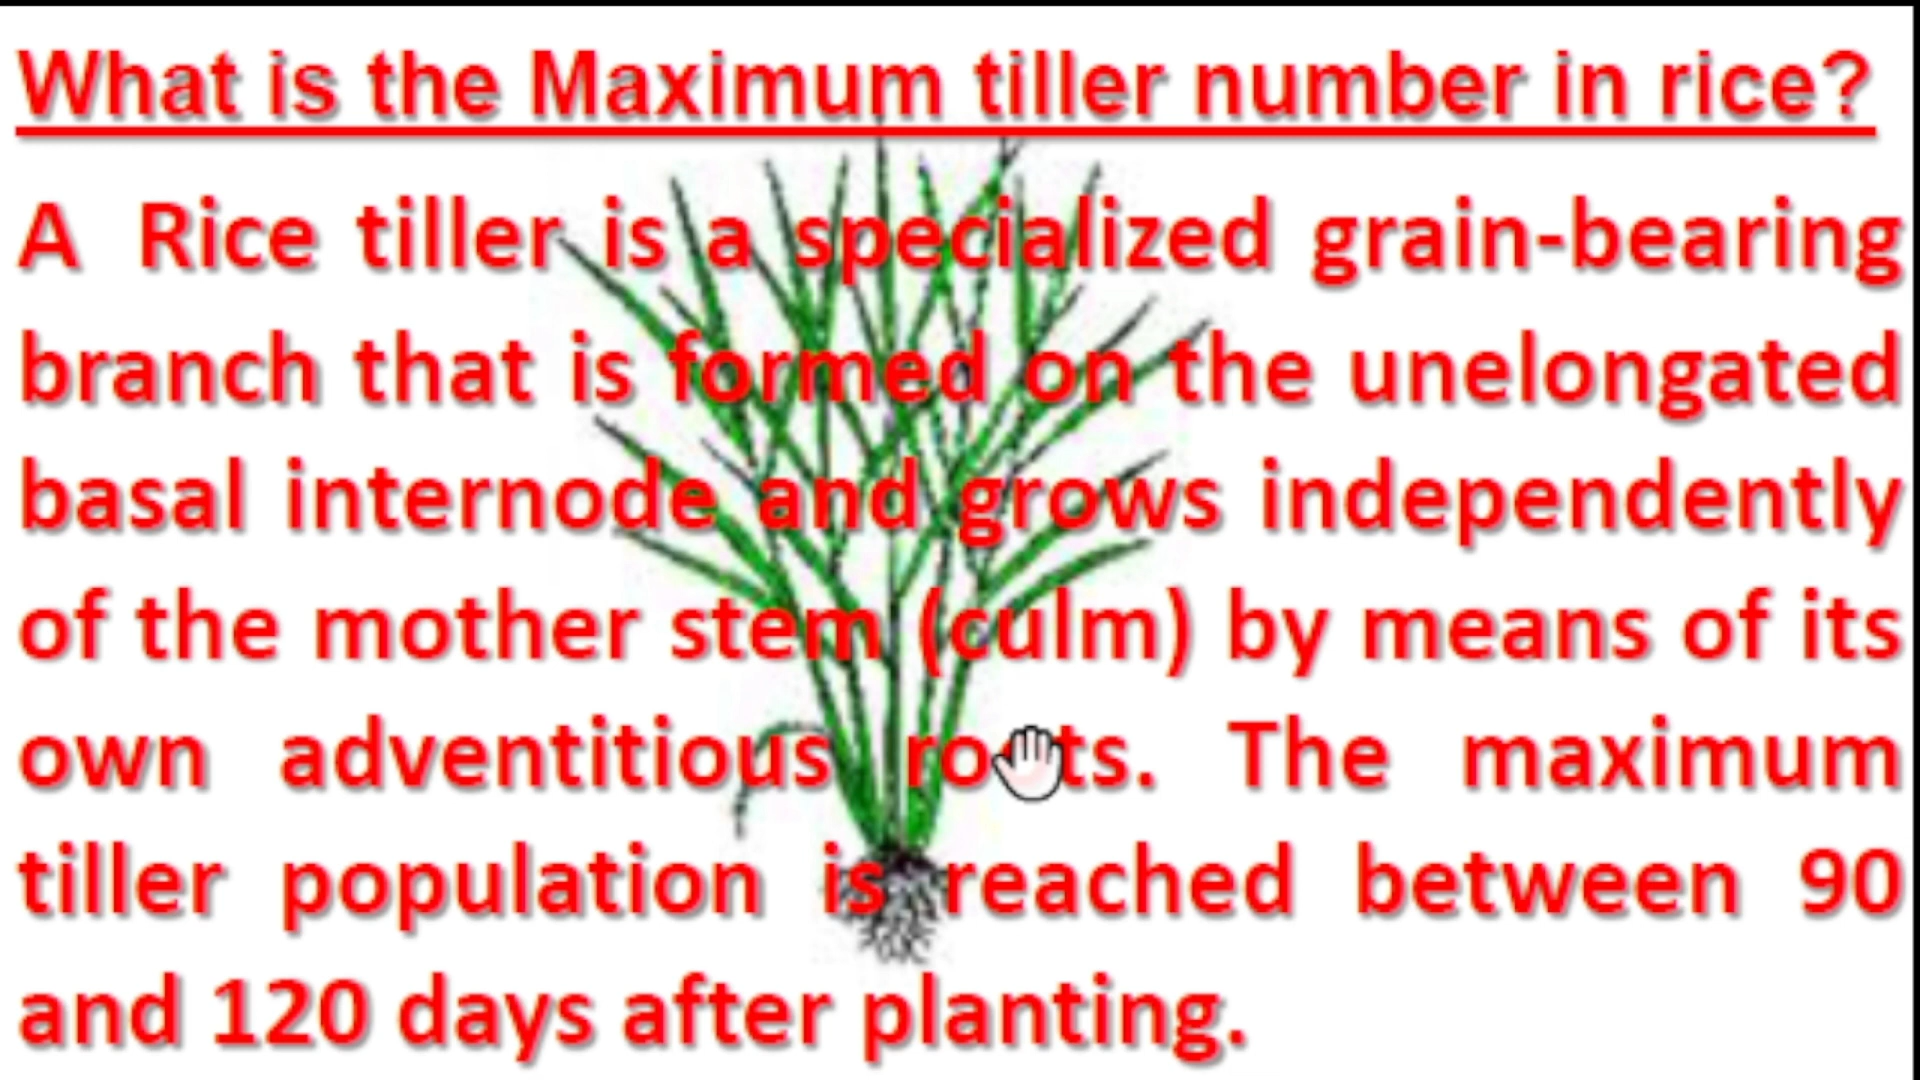 What is the Maximum tiller number in rice?
A Rice tiller is a specialized grain-bearing
branch that is formed on the unelongated
basal internode and grows independently
of the mother stem (culm) by means of its
own adventitious roots. The maximum
tiller population is reached between 90
and 120 days after planting.